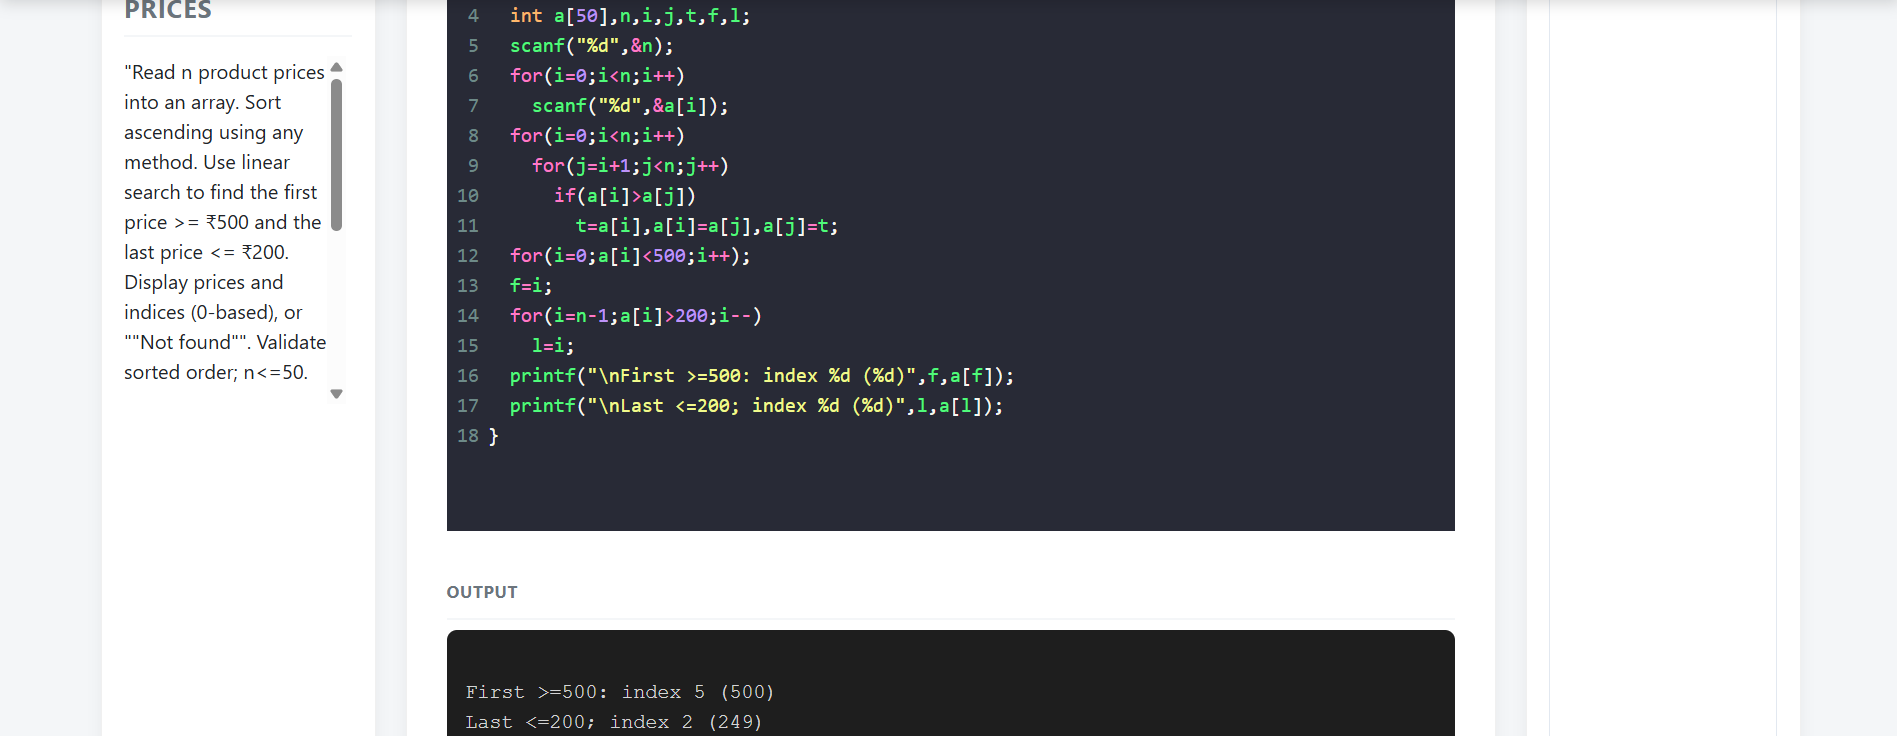 PRICES
"Read n product prices
into an array. Sort
ascending using any
method. Use linear
search to find the first
price >= ₹500 and the
last price <= ₹200.
Display prices and
indices (0-based), or
""Not found"". Validate
sorted order; n<=50.
4 int a[50],n,i,j,t,f,l;
5 scanf("%d",&n);
6 for(i=0;i<n;i++)
7 scanf("%d",&a[i]);
8 for(i=0;i<n;i++)
9 for(j=i+1;j<n;j++)
10 if(a[i]>a[j])
11 t=a[i],a[i]=a[j],a[j]=t;
12 for(i=0;a[i]<500;i++);
13 f=i;
14 for(i=n-1;a[i]>200;i--)
15 l=i;
16 printf("\nFirst >=500: index %d (%d)",f,a[f]);
17 printf("\nLast <=200; index %d (%d)",l,a[l]);
18 }
OUTPUT
First >=500: index 5 (500)
Last <=200; index 2 (249)